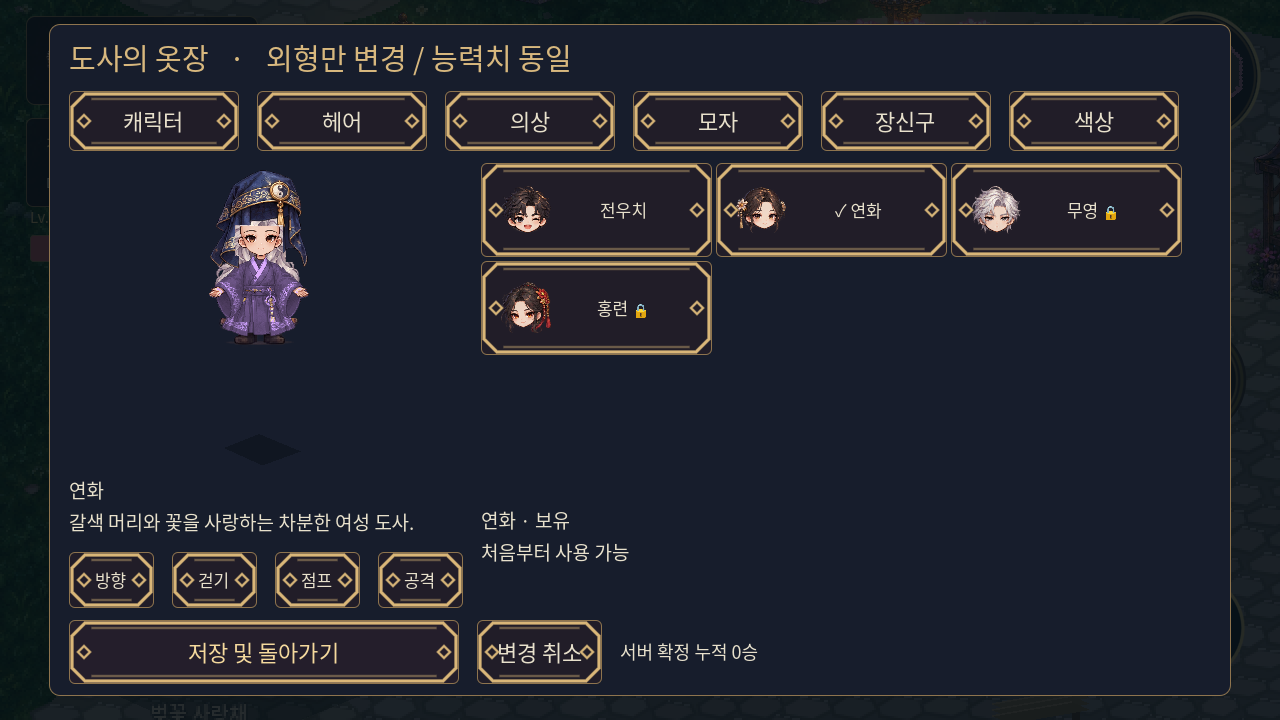 도사의 옷장 · 외형만 변경 / 능력치 동일
캐릭터 헤어 의상 모자 장신구 색상
전우치 ✓ 연화 무영 🔒
홍련 🔒
연화
갈색 머리와 꽃을 사랑하는 차분한 여성 도사.
연화 · 보유
처음부터 사용 가능
방향 걷기 점프 공격
저장 및 돌아가기 변경 취소 서버 확정 누적 0승
Lv.